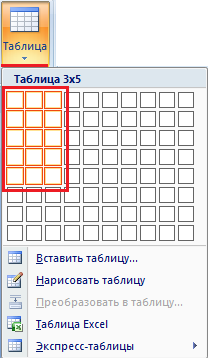 Таблица
Таблица 3x5
Вставить таблицу...
Нарисовать таблицу
Преобразовать в таблицу...
Таблица Excel
Экспресс-таблицы